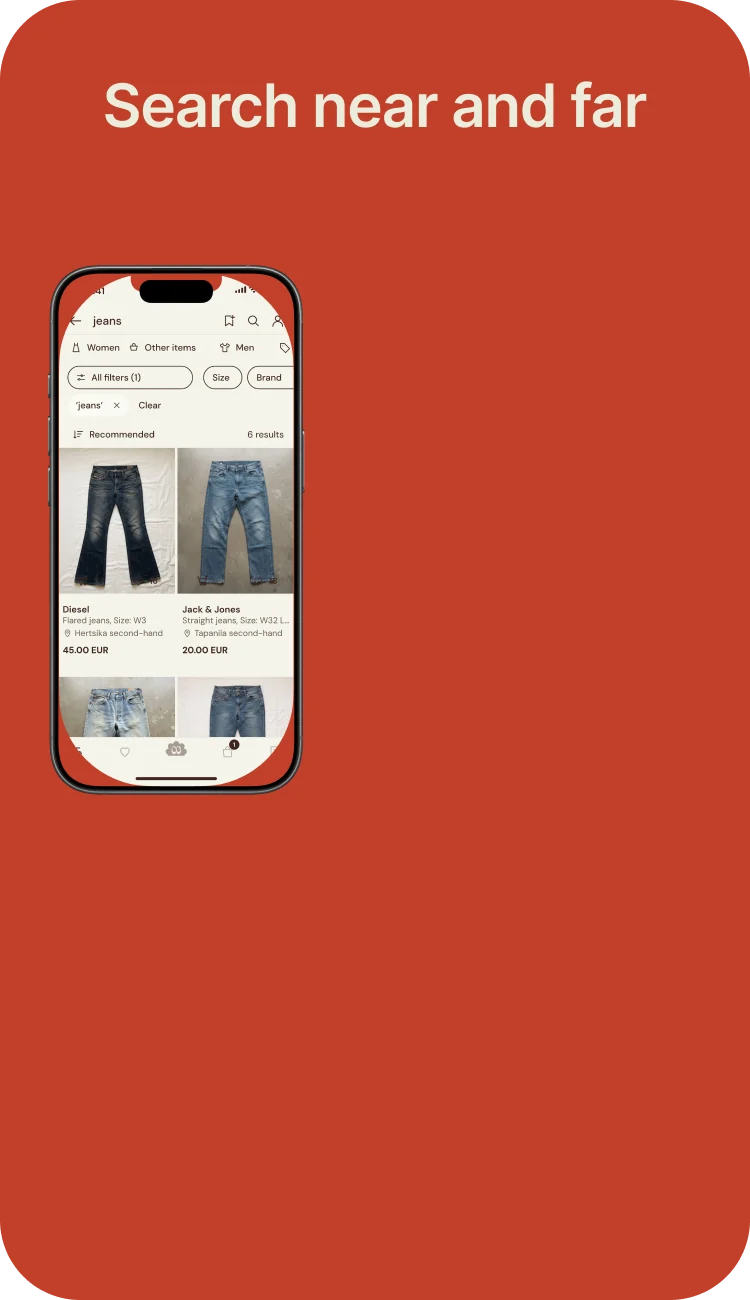 Search near and far
jeans
Women Other items Men
All filters (1) Size Brand
'jeans' × Clear
Recommended 6 results
Diesel
Flared jeans, Size: W3
Hertsika second-hand
45.00 EUR
Jack & Jones
Straight jeans, Size: W32 L...
Tapanila second-hand
20.00 EUR
1